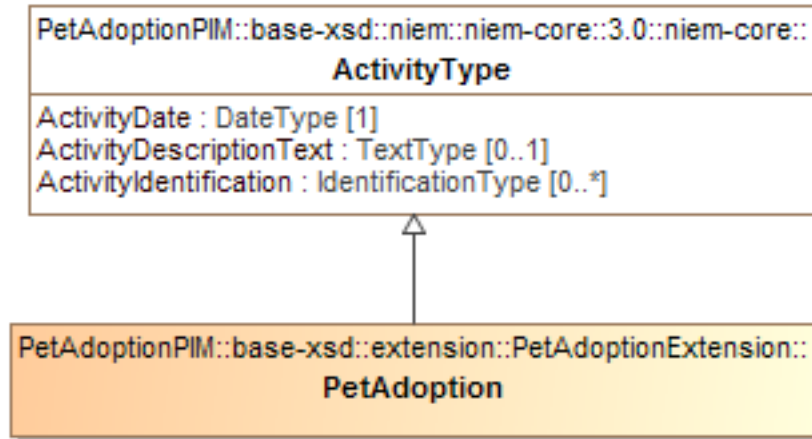 PetAdoptionPIM::base-xsd::niem::niem-core::3.0::niem-core::
ActivityType
ActivityDate : DateType [1]
ActivityDescriptionText : TextType [0..1]
ActivityIdentification : IdentificationType [0..*]
PetAdoptionPIM::base-xsd::extension::PetAdoptionExtension::
PetAdoption